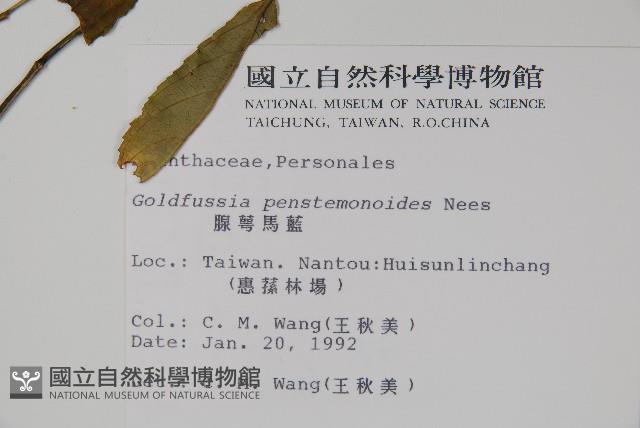 國立自然科學博物館
NATIONAL MUSEUM OF NATURAL SCIENCE
TAICHUNG, TAIWAN, R.O.CHINA
nthaceae,Personales
Goldfussia penstemonoides Nees
腺萼馬藍
Loc.: Taiwan. Nantou:Huisunlinchang
(惠蓀林場)
Col.: C. M. Wang(王秋美)
Date: Jan. 20, 1992
Wang(王秋美)
國立自然科學博物館
NATIONAL MUSEUM OF NATURAL SCIENCE